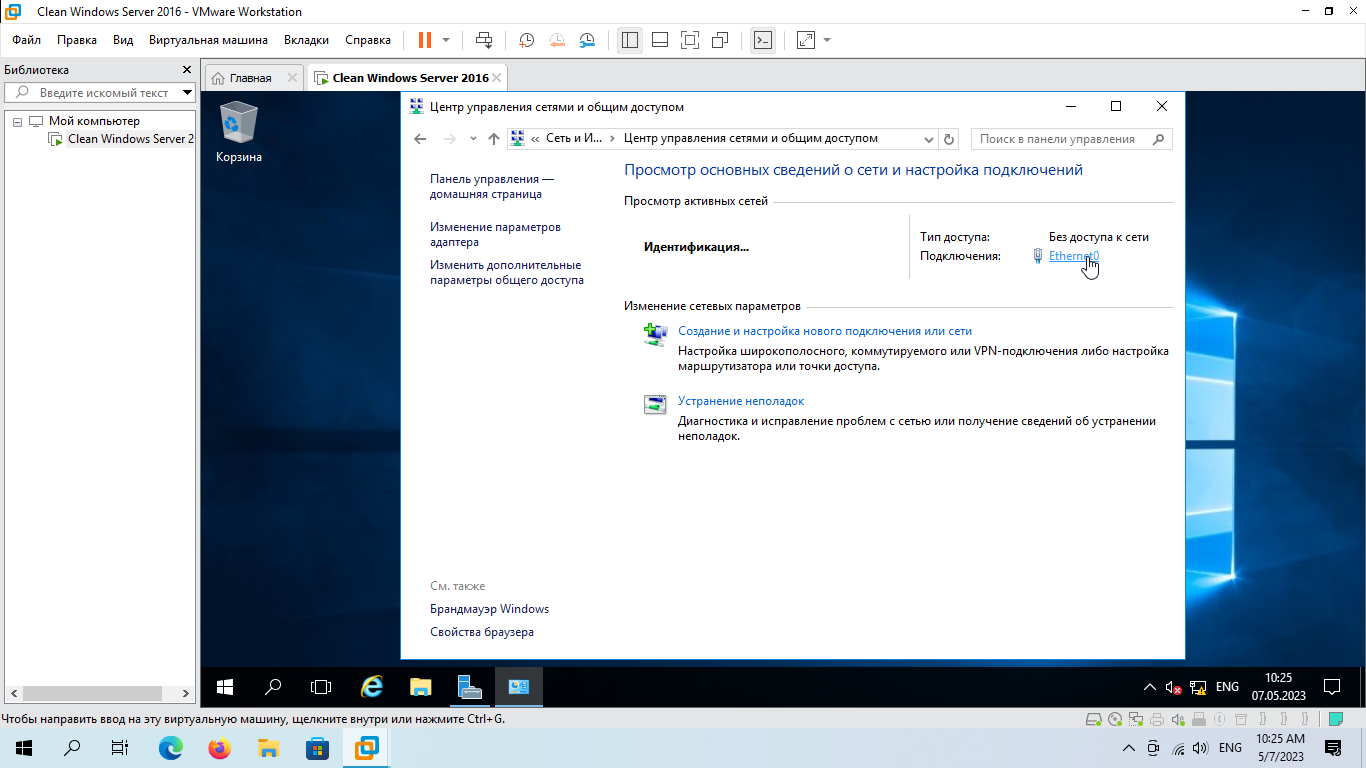 Clean Windows Server 2016 - VMware Workstation
Файл Правка Вид Виртуальная машина Вкладки Справка
Библиотека
Введите искомый текст
Мой компьютер
Clean Windows Server 2
Главная
Clean Windows Server 2016
Корзина
Центр управления сетями и общим доступом
« Сеть и И... › Центр управления сетями и общим доступом
Поиск в панели управления
Панель управления —
домашняя страница
Изменение параметров
адаптера
Изменить дополнительные
параметры общего доступа
Просмотр основных сведений о сети и настройка подключений
Просмотр активных сетей
Идентификация...
Тип доступа: Без доступа к сети
Подключения: Ethernet0
Изменение сетевых параметров
Создание и настройка нового подключения или сети
Настройка широкополосного, коммутируемого или VPN-подключения либо настройка
маршрутизатора или точки доступа.
Устранение неполадок
Диагностика и исправление проблем с сетью или получение сведений об устранении
неполадок.
См. также
Брандмауэр Windows
Свойства браузера
ENG
10:25
07.05.2023
Чтобы направить ввод на эту виртуальную машину, щелкните внутри или нажмите Ctrl+G.
ENG
10:25 AM
5/7/2023